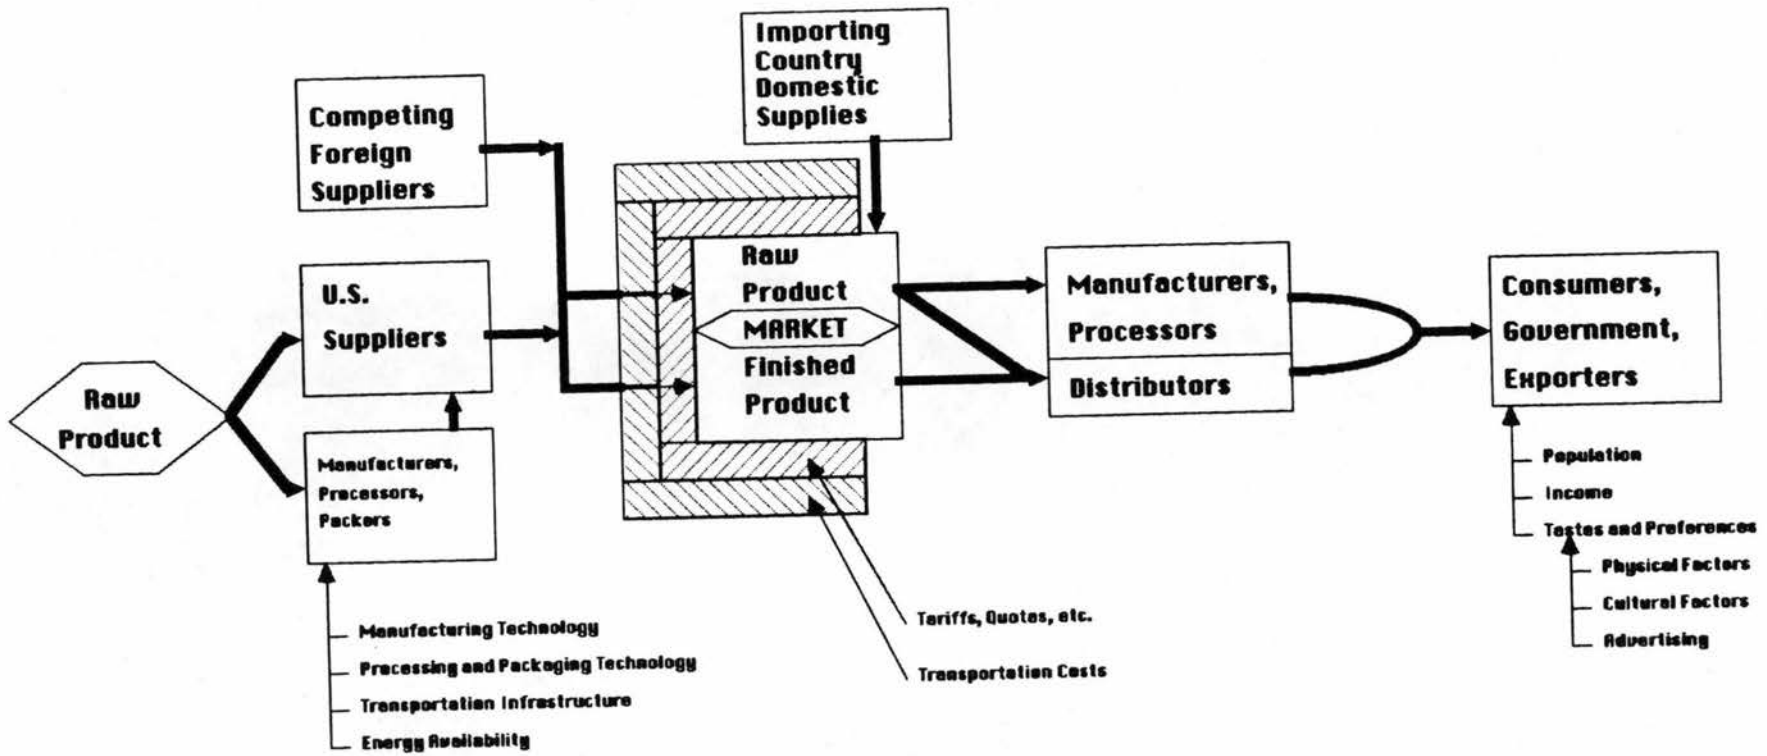 Importing
Country
Domestic
Supplies
Competing
Foreign
Suppliers
U.S.
Suppliers
Raw
Product
Manufacturers,
Processors,
Packers
Manufacturing Technology
Processing and Packaging Technology
Transportation Infrastructure
Energy Availability
Raw
Product
MARKET
Finished
Product
Tariffs, Quotas, etc.
Transportation Costs
Manufacturers,
Processors
Distributors
Consumers,
Government,
Exporters
Population
Income
Tastes and Preferences
Physical Factors
Cultural Factors
Advertising